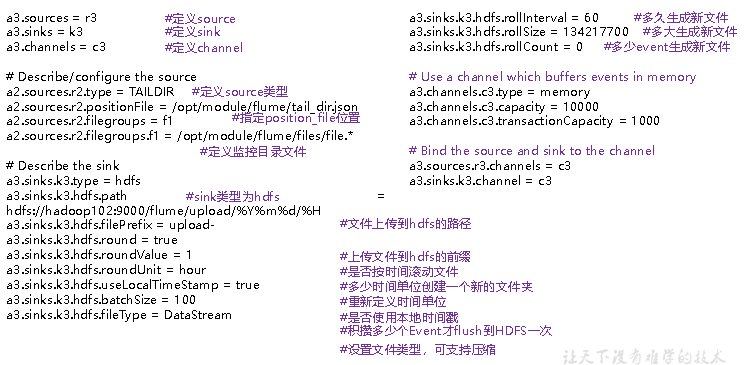 a3.sources = r3 #定义source
a3.sinks = k3 #定义sink
a3.channels = c3 #定义channel
# Describe/configure the source
a2.sources.r2.type = TAILDIR #定义source类型
a2.sources.r2.positionFile = /opt/module/flume/tail_dir.json
a2.sources.r2.filegroups = f1 #指定position_file位置
a2.sources.r2.filegroups.f1 = /opt/module/flume/files/file.*
#定义监控目录文件
# Describe the sink
a3.sinks.k3.type = hdfs
a3.sinks.k3.hdfs.path #sink类型为hdfs =
hdfs://hadoop102:9000/flume/upload/%Y%m%d/%H
a3.sinks.k3.hdfs.filePrefix = upload- #文件上传到hdfs的路径
a3.sinks.k3.hdfs.round = true
a3.sinks.k3.hdfs.roundValue = 1 #上传文件到hdfs的前缀
a3.sinks.k3.hdfs.roundUnit = hour #是否按时间滚动文件
a3.sinks.k3.hdfs.useLocalTimeStamp = true #多少时间单位创建一个新的文件夹
a3.sinks.k3.hdfs.batchSize = 100 #重新定义时间单位
a3.sinks.k3.hdfs.fileType = DataStream #是否使用本地时间戳
#积攒多少个Event才flush到HDFS一次
#设置文件类型，可支持压缩
a3.sinks.k3.hdfs.rollInterval = 60 #多久生成新文件
a3.sinks.k3.hdfs.rollSize = 134217700 #多大生成新文件
a3.sinks.k3.hdfs.rollCount = 0 #多少event生成新文件
# Use a channel which buffers events in memory
a3.channels.c3.type = memory
a3.channels.c3.capacity = 10000
a3.channels.c3.transactionCapacity = 1000
# Bind the source and sink to the channel
a3.sources.r3.channels = c3
a3.sinks.k3.channel = c3
让天下没有难学的技术